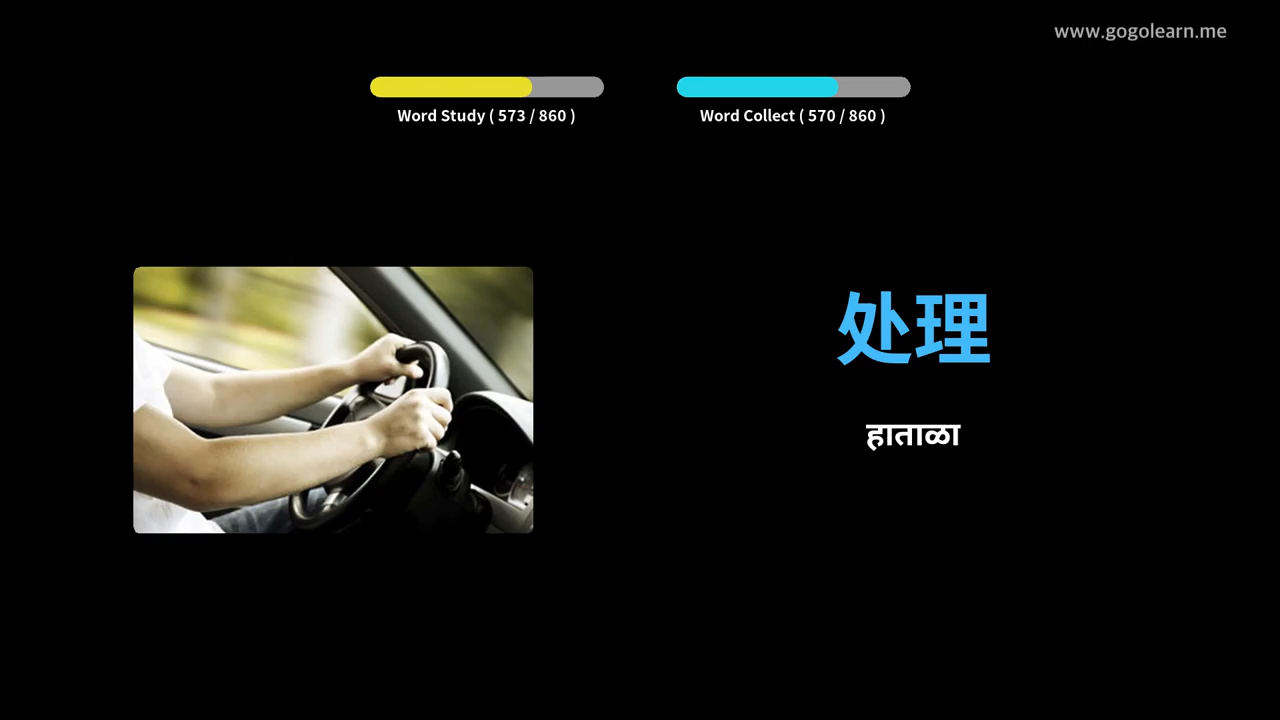 www.gogolearn.me
Word Study ( 573 / 860 )
Word Collect ( 570 / 860 )
处理
हाताळा